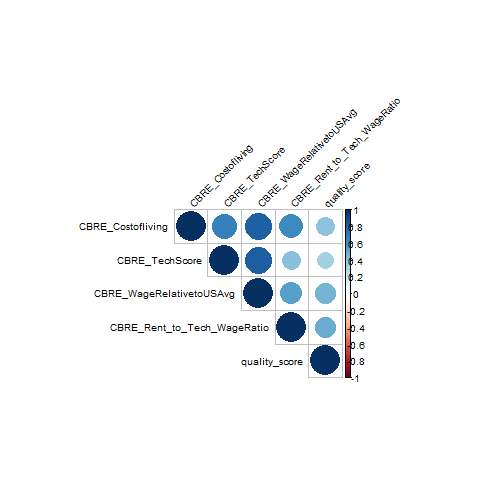 CBRE_Costofliving
CBRE_TechScore
CBRE_WageRelativetoUSAvg
CBRE_Rent_to_Tech_WageRatio
quality_score
CBRE_Costofliving
CBRE_TechScore
CBRE_WageRelativetoUSAvg
CBRE_Rent_to_Tech_WageRatio
quality_score
1
0.8
0.6
0.4
0.2
0
-0.2
-0.4
-0.6
-0.8
-1